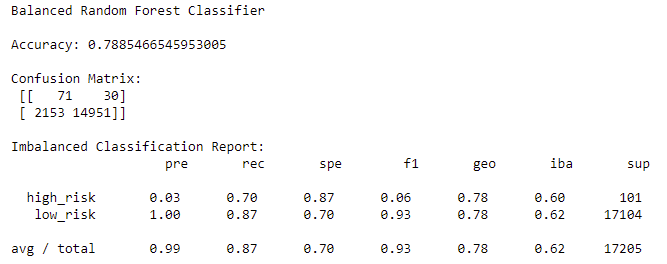 Balanced Random Forest Classifier
Accuracy: 0.7885466545953005
Confusion Matrix:
[[   71    30]
[ 2153 14951]]
Imbalanced Classification Report:
pre       rec       spe        f1       geo       iba       sup
high_risk       0.03      0.70      0.87      0.06      0.78      0.60       101
low_risk       1.00      0.87      0.70      0.93      0.78      0.62     17104
avg / total       0.99      0.87      0.70      0.93      0.78      0.62     17205